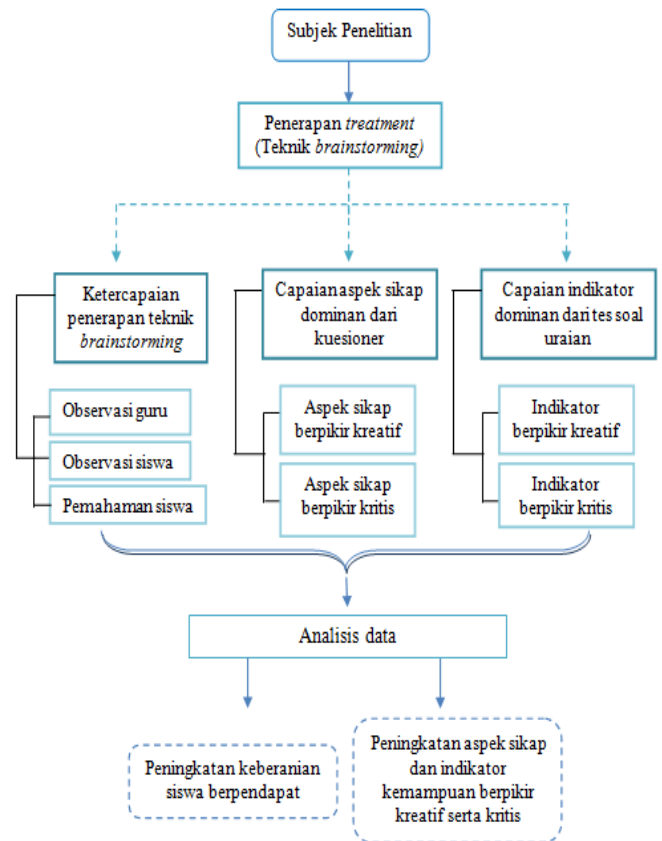 Subjek Penelitian
Penerapan treatment
(Teknik brainstorming)
Ketercapaian
penerapan teknik
brainstorming
Observasi guru
Observasi siswa
Pemahaman siswa
Capaian aspek sikap
dominan dari
kuesioner
Aspek sikap
berpikir kreatif
Aspek sikap
berpikir kritis
Capaian indikator
dominan dari tes soal
uraian
Indikator
berpikir kreatif
Indikator
berpikir kritis
Analisis data
Peningkatan keberanian
siswa berpendapat
Peningkatan aspek sikap
dan indikator
kemampuan berpikir
kreatif serta kritis